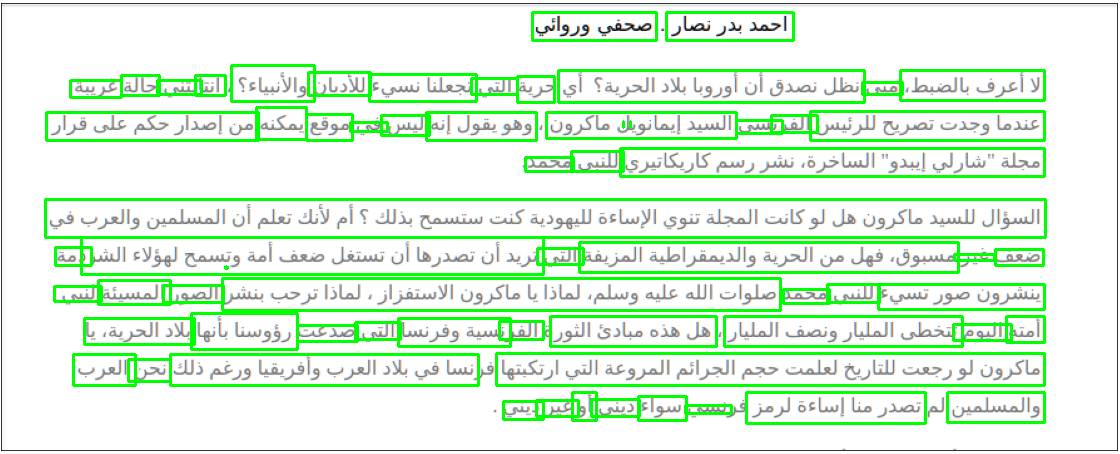 احمد بدر نصار . صحفي وروائي
لا أعرف بالضبط، متى نظل نصدق أن أوروبا بلاد الحرية؟ أي حرية التي تجعلنا نسيء للأديان والأنبياء؟ ، انتابتني حالة غريبة
عندما وجدت تصريح للرئيس الفرنسي السيد إيمانويل ماكرون ، وهو يقول إنه ليس في موقع يمكنه من إصدار حكم على قرار
مجلة "شارلي إيبدو" الساخرة، نشر رسم كاريكاتيري للنبي محمد.
السؤال للسيد ماكرون هل لو كانت المجلة تنوي الإساءة لليهودية كنت ستسمح بذلك ؟ أم لأنك تعلم أن المسلمين والعرب في
ضعف غير مسبوق، فهل من الحرية والديمقراطية المزيفة التي تريد أن تصدرها أن تستغل ضعف أمة وتسمح لهؤلاء الشرذمة
ينشرون صور تسيء للنبي محمد صلوات الله عليه وسلم، لماذا يا ماكرون الاستفزاز ، لماذا ترحب بنشر الصور المسيئة لنبي
أمته اليوم تتخطى المليار ونصف المليار ، هل هذه مبادئ الثورة الفرنسية وفرنسا التي صدعت رؤوسنا بأنها بلاد الحرية، يا
ماكرون لو رجعت للتاريخ لعلمت حجم الجرائم المروعة التي ارتكبتها فرنسا في بلاد العرب وأفريقيا ورغم ذلك نحن العرب
والمسلمين لم تصدر منا إساءة لرمز فرنسي سواء ديني أو غير ديني .